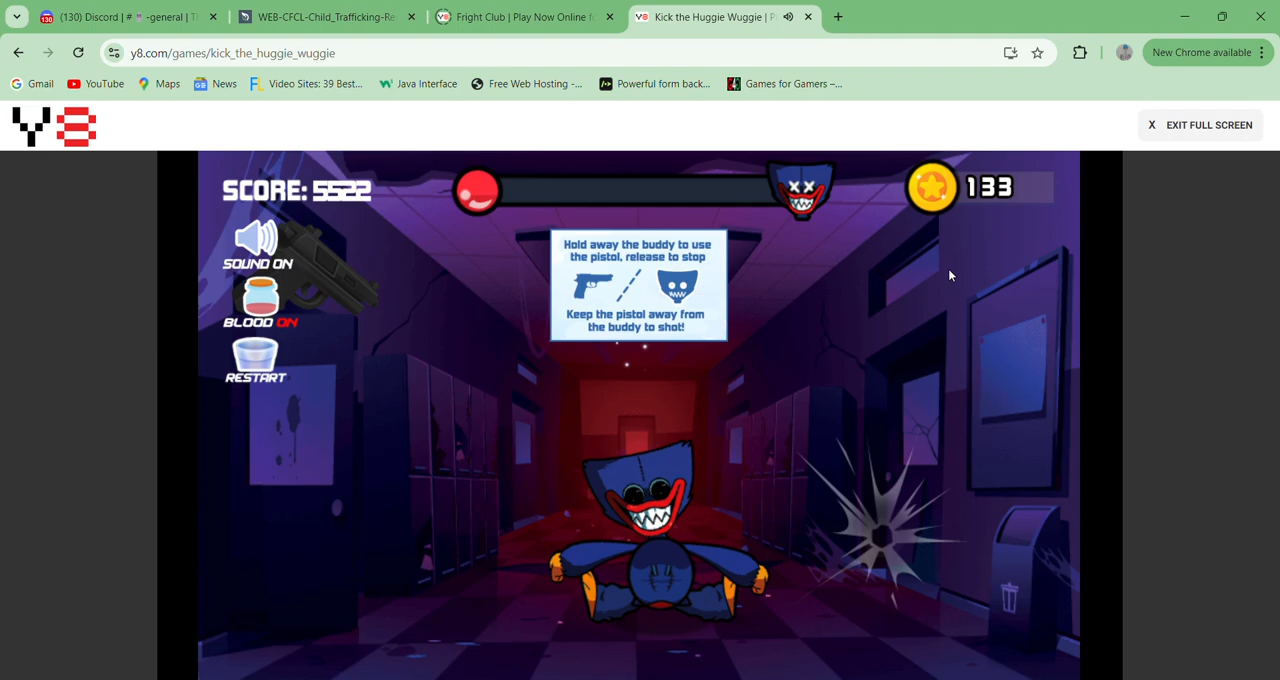 (130) Discord | #
-general | T
WEB-CFCL-Child_Trafficking-Re
Fright Club | Play Now Online f
Kick the Huggie Wuggie | P
y8.com/games/kick_the_huggie_wuggie
New Chrome available
Gmail
YouTube
Maps
News
Video Sites: 39 Best...
Java Interface
Free Web Hosting -...
Powerful form back...
Games for Gamers –...
Y8
X EXIT FULL SCREEN
SCORE: 5522
133
SOUND ON
BLOOD ON
RESTART
Hold away the buddy to use
the pistol, release to stop
Keep the pistol away from
the buddy to shot!